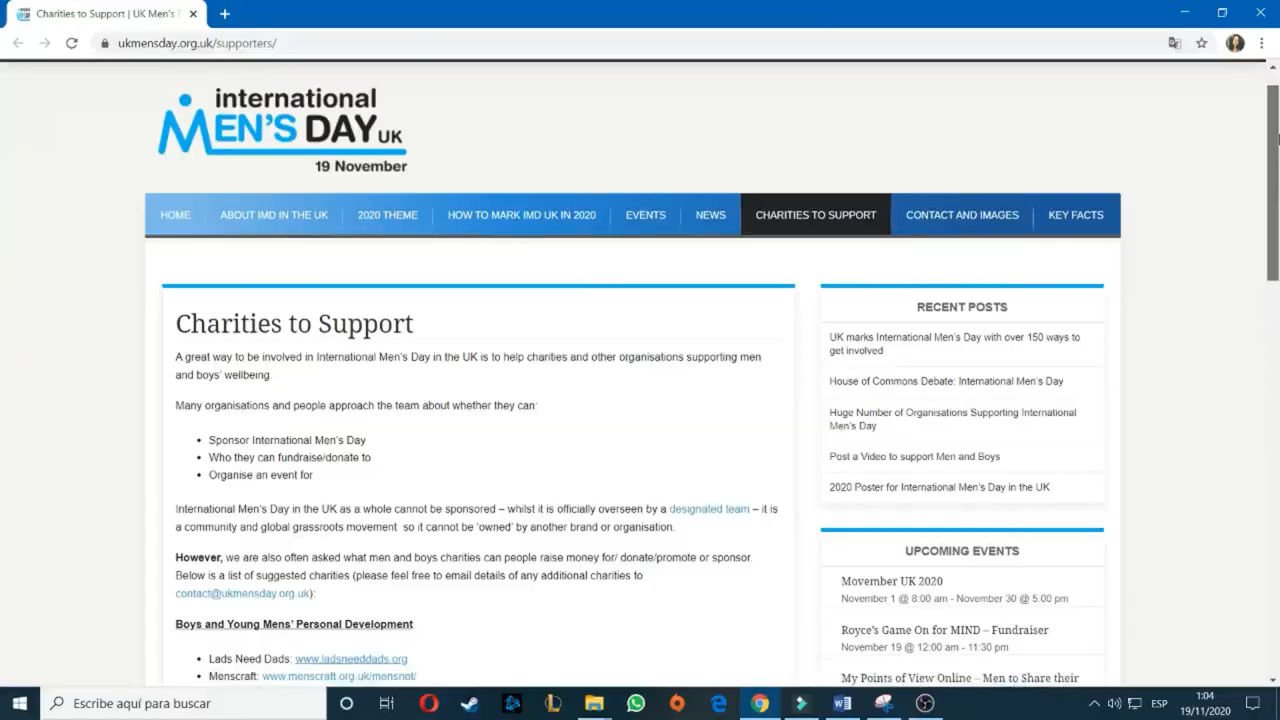 Charities to Support | UK Men's
ukmensday.org.uk/supporters/
international
MEN'S DAY UK
19 November
HOME
ABOUT IMD IN THE UK
2020 THEME
HOW TO MARK IMD UK IN 2020
EVENTS
NEWS
CHARITIES TO SUPPORT
CONTACT AND IMAGES
KEY FACTS
Charities to Support
A great way to be involved in International Men's Day in the UK is to help charities and other organisations supporting men
and boys' wellbeing.
Many organisations and people approach the team about whether they can:
• Sponsor International Men's Day
• Who they can fundraise/donate to
• Organise an event for
International Men's Day in the UK as a whole cannot be sponsored – whilst it is officially overseen by a designated team – it is
a community and global grassroots movement so it cannot be 'owned' by another brand or organisation.
However, we are also often asked what men and boys charities can people raise money for/ donate/promote or sponsor.
Below is a list of suggested charities (please feel free to email details of any additional charities to
contact@ukmensday.org.uk):
Boys and Young Mens' Personal Development
• Lads Need Dads: www.ladsneeddads.org
• Menscraft: www.menscraft.org.uk/mensnet/
RECENT POSTS
UK marks International Men's Day with over 150 ways to
get involved
House of Commons Debate: International Men's Day
Huge Number of Organisations Supporting International
Men's Day
Post a Video to support Men and Boys
2020 Poster for International Men's Day in the UK
UPCOMING EVENTS
Movember UK 2020
November 1 @ 8:00 am - November 30 @ 5:00 pm
Royce's Game On for MIND – Fundraiser
November 19 @ 12:00 am - 11:30 pm
My Points of View Online – Men to Share their
Escribe aquí para buscar
ESP
1:04
19/11/2020